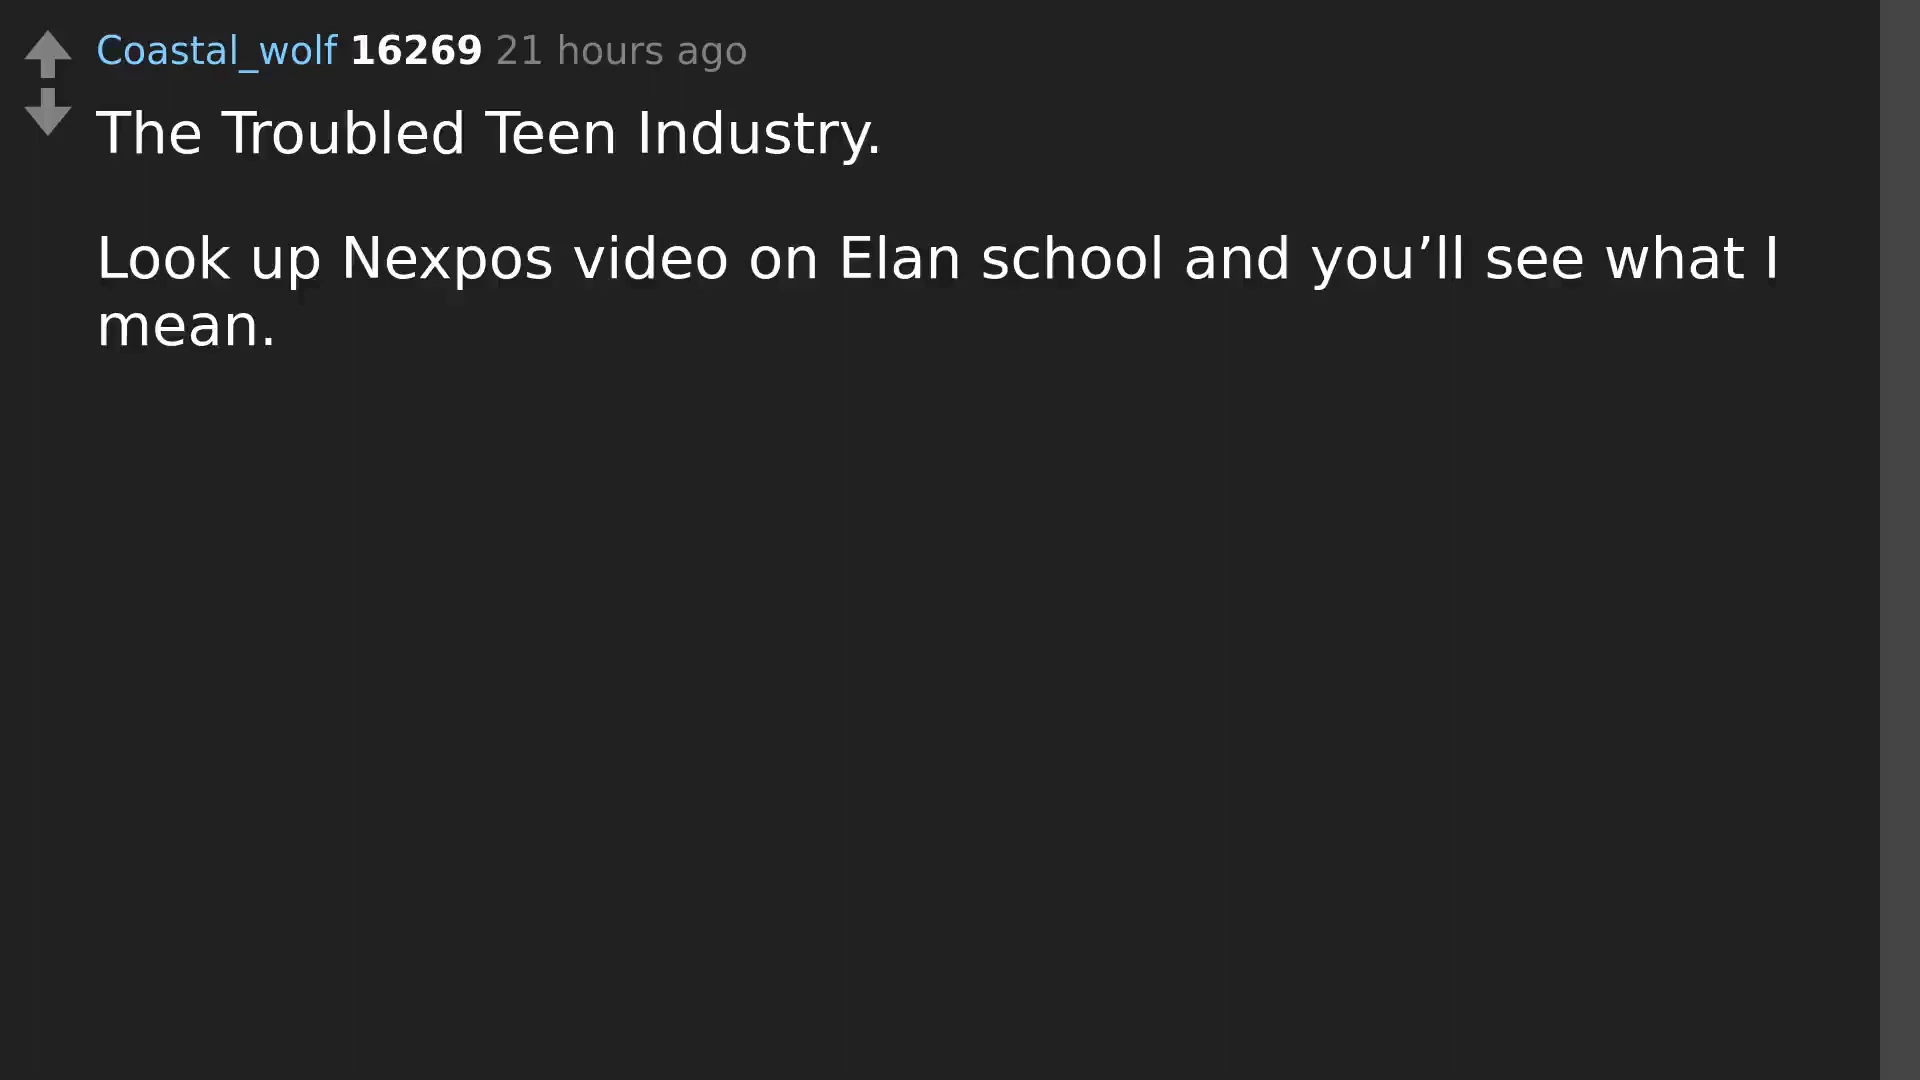 Coastal_wolf 16269 21 hours ago
The Troubled Teen Industry.
Look up Nexpos video on Elan school and you’ll see what I
mean.